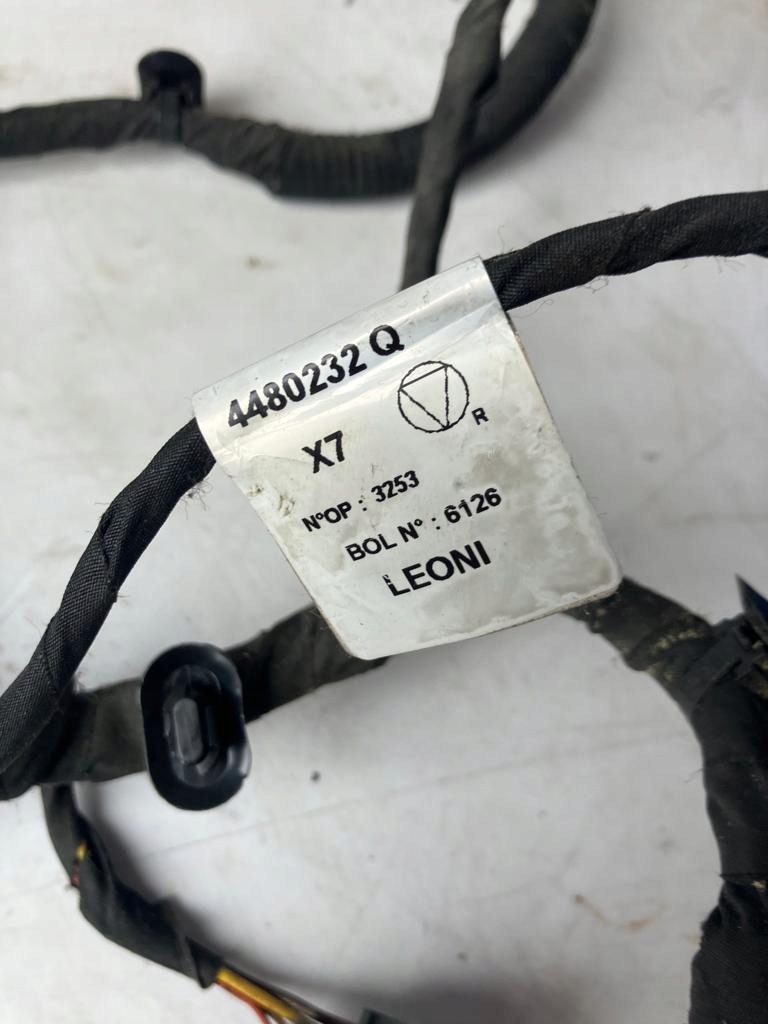 4480232 Q
R
X7
N°OP : 3253
BOL N° : 6126
LEONI